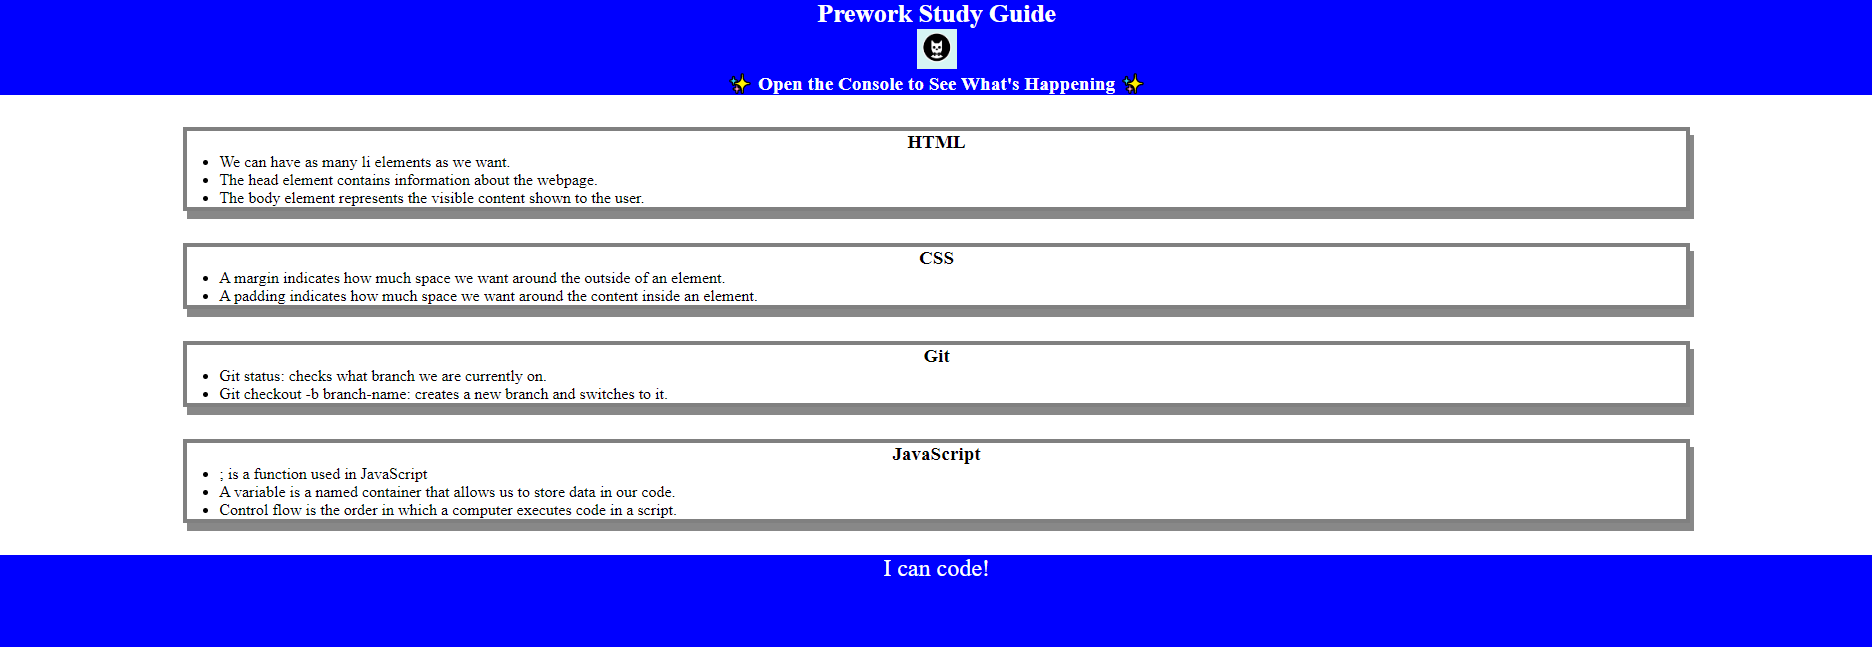 Prework Study Guide
✨ Open the Console to See What's Happening ✨
HTML
• We can have as many li elements as we want.
• The head element contains information about the webpage.
• The body element represents the visible content shown to the user.
CSS
• A margin indicates how much space we want around the outside of an element.
• A padding indicates how much space we want around the content inside an element.
Git
• Git status: checks what branch we are currently on.
• Git checkout -b branch-name: creates a new branch and switches to it.
JavaScript
• ; is a function used in JavaScript
• A variable is a named container that allows us to store data in our code.
• Control flow is the order in which a computer executes code in a script.
I can code!